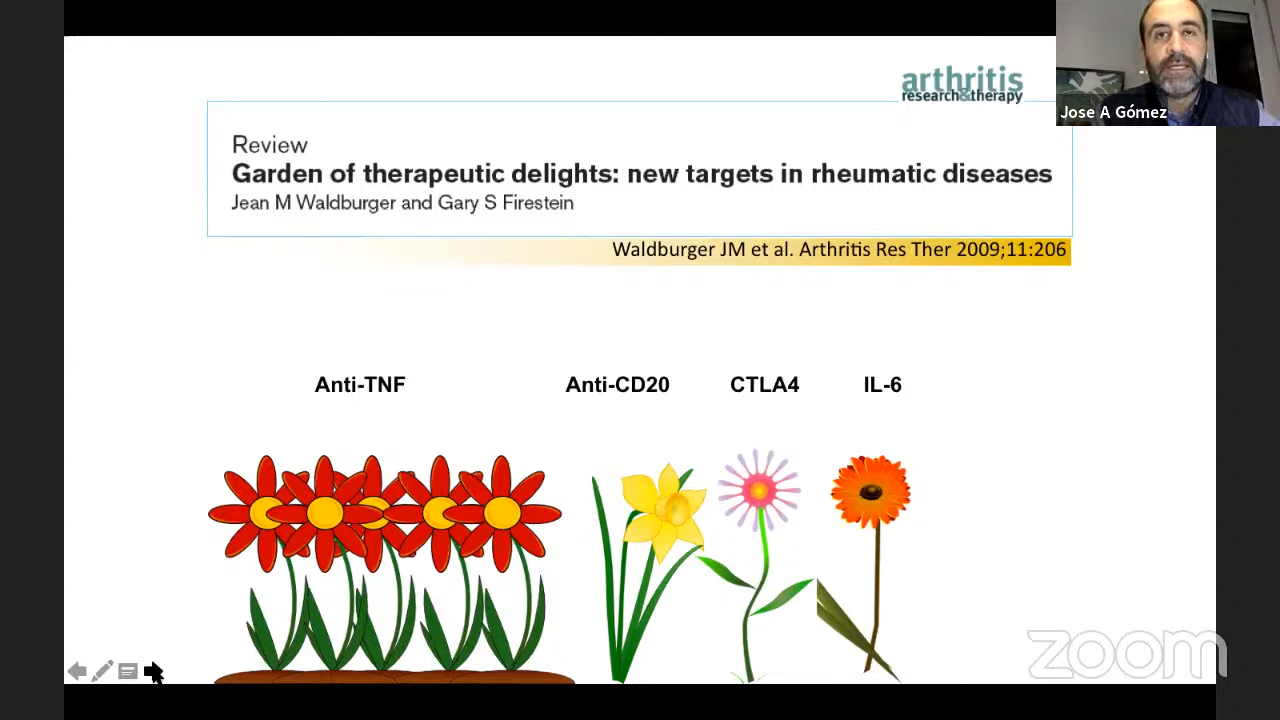 arthritis
research&therapy
Jose A Gómez
Review
Garden of therapeutic delights: new targets in rheumatic diseases
Jean M Waldburger and Gary S Firestein
Waldburger JM et al. Arthritis Res Ther 2009;11:206
Anti-TNF Anti-CD20 CTLA4 IL-6
zoom